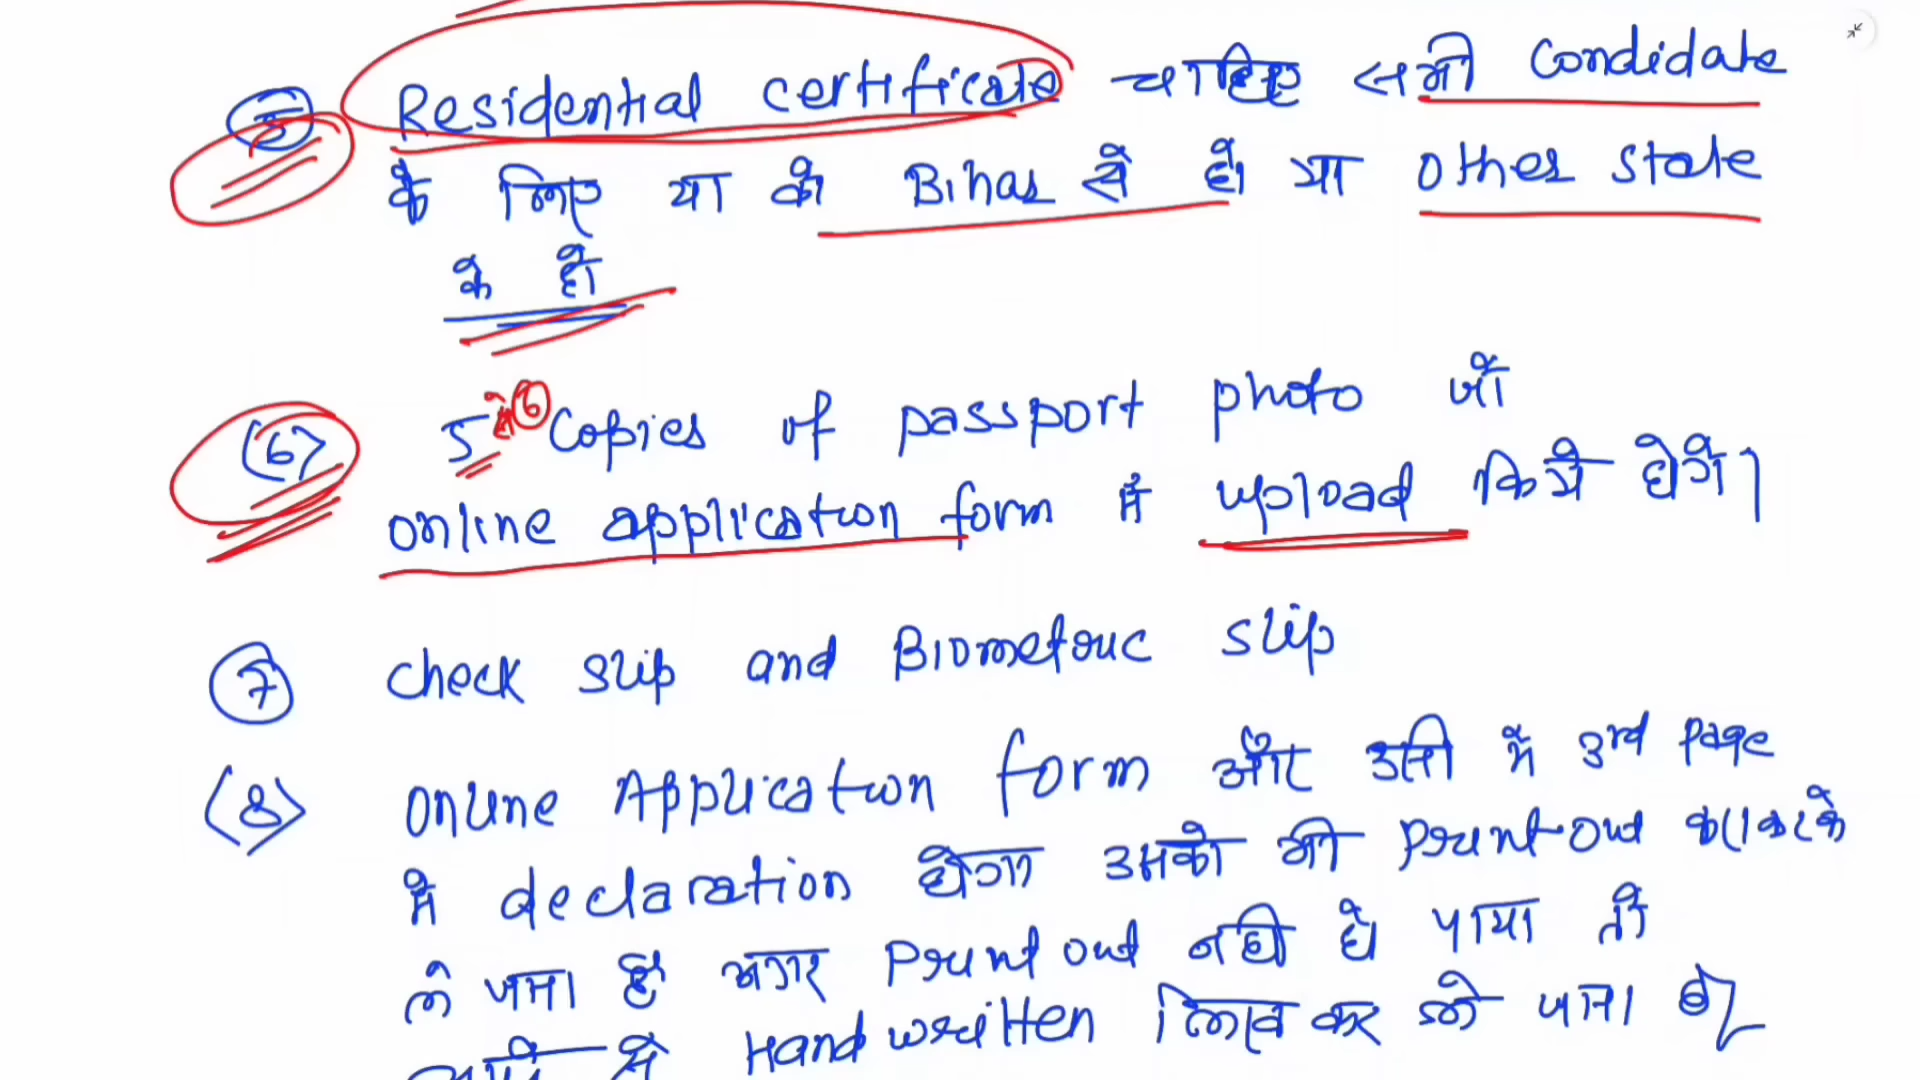 5 Residential certificate चाहिए सभी Condidate
के लिए या वो Bihar से हो या other state
के हो
(6) 5 से 6 Copies of passport photo जो
online application form में upload किये होंगे।
7 Check slip and Biometric slip
(8) Online Application form और उसी में 3rd page
में declaration होगा उसको भी Print out करा करके
ले जाना है अगर Print out नही हो पाया तो
से Hand written लिख कर ले जाना है